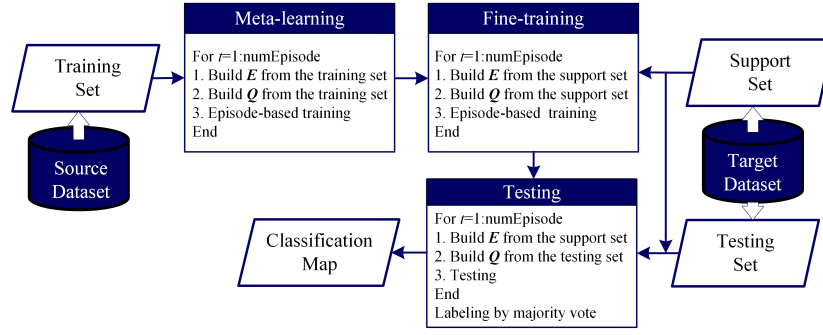 Training
Set
Source
Dataset
Meta-learning
For t=1:numEpisode
1. Build E from the training set
2. Build Q from the training set
3. Episode-based training
End
Fine-training
For t=1:numEpisode
1. Build E from the support set
2. Build Q from the support set
3. Episode-based training
End
Support
Set
Target
Dataset
Testing
Set
Testing
For t=1:numEpisode
1. Build E from the support set
2. Build Q from the testing set
3. Testing
End
Labeling by majority vote
Classification
Map